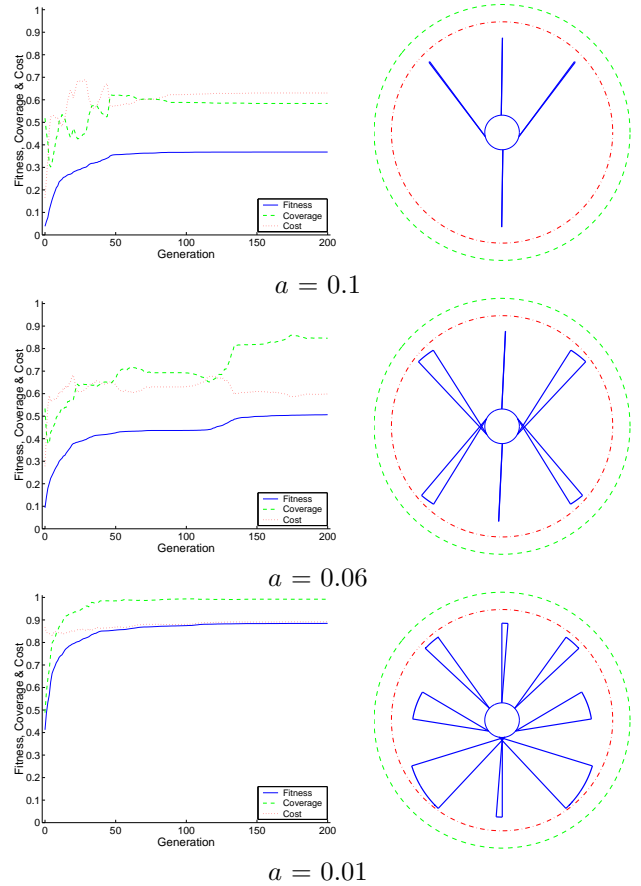 1
0.9
0.8
0.7
0.6
0.5
0.4
0.3
0.2
0.1
0
Fitness, Coverage & Cost
0 50 100 150 200
Generation
Fitness
Coverage
Cost
a = 0.1
1
0.9
0.8
0.7
0.6
0.5
0.4
0.3
0.2
0.1
0
Fitness, Coverage & Cost
0 50 100 150 200
Generation
Fitness
Coverage
Cost
a = 0.06
1
0.9
0.8
0.7
0.6
0.5
0.4
0.3
0.2
0.1
0
Fitness, Coverage & Cost
0 50 100 150 200
Generation
Fitness
Coverage
Cost
a = 0.01